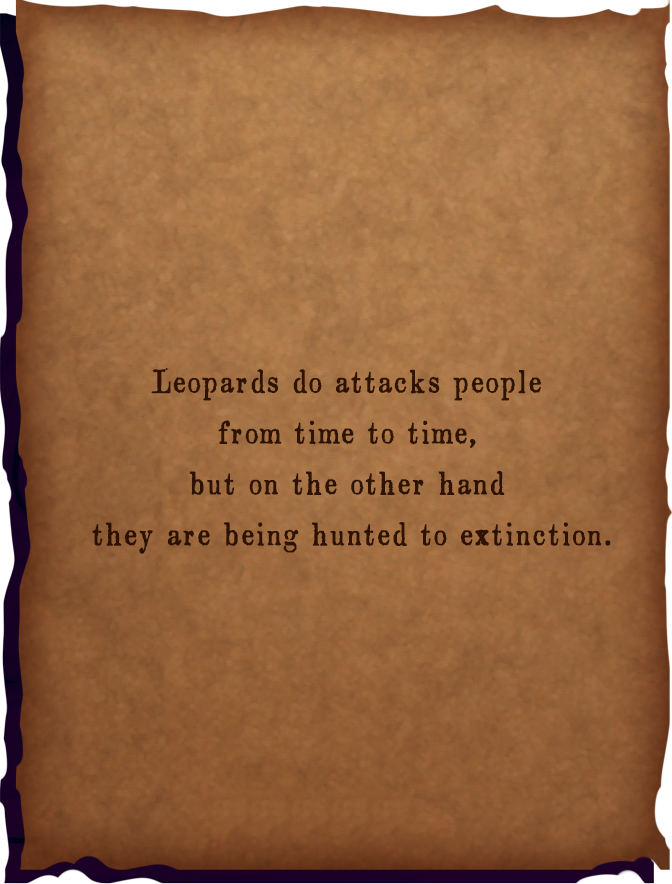 Leopards do attacks people
from time to time,
but on the other hand
they are being hunted to extinction.